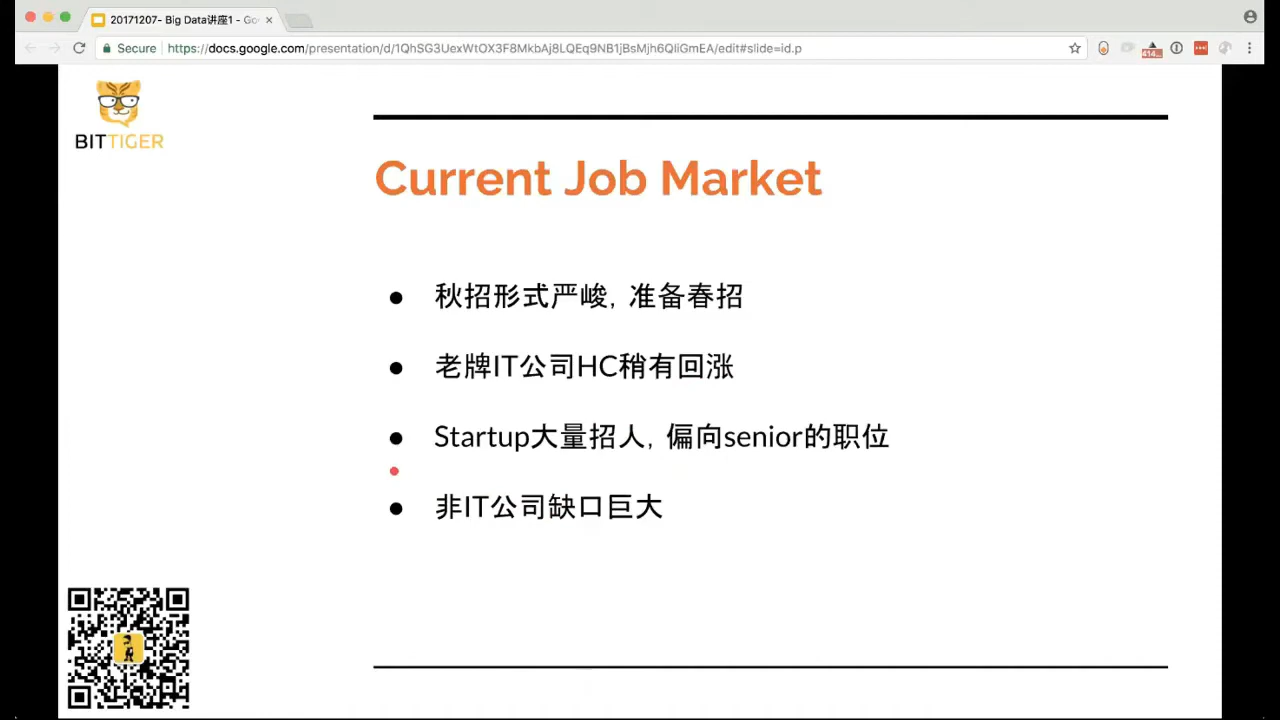 20171207- Big Data讲座1 - Go
Secure
https://docs.google.com/presentation/d/1QhSG3UexWtOX3F8MkbAj8LQEq9NB1jBsMjh6QliGmEA/edit#slide=id.p
BITTIGER
Current Job Market
● 秋招形式严峻，准备春招
● 老牌IT公司HC稍有回涨
● Startup大量招人，偏向senior的职位
● 非IT公司缺口巨大